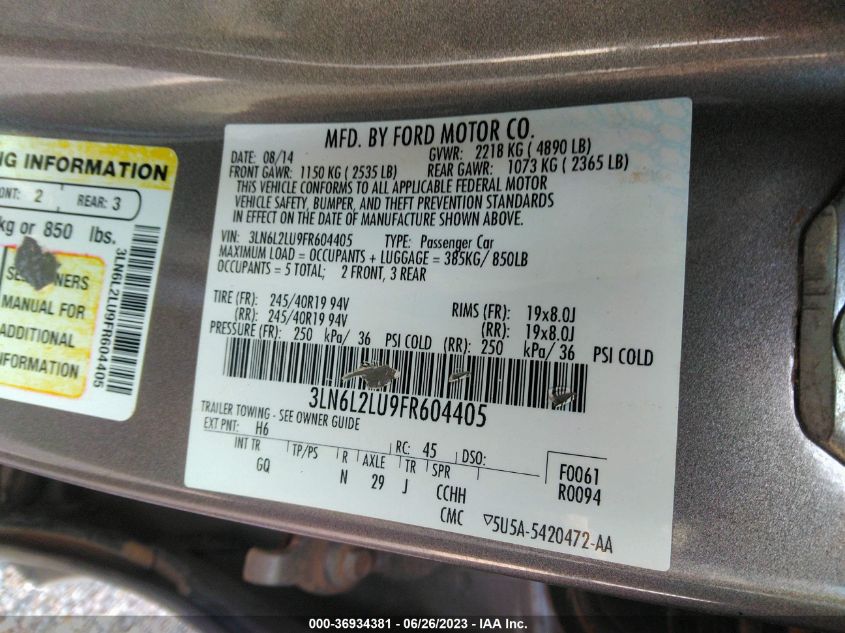 NG INFORMATION
ONT: 2 REAR: 3
kg or 850 lbs.
NERS
MANUAL FOR
ADDITIONAL
INFORMATION
3LN6L2LU9FR604405
MFD. BY FORD MOTOR CO.
DATE: 08/14 GVWR: 2218 KG ( 4890 LB)
FRONT GAWR: 1150 KG ( 2535 LB) REAR GAWR: 1073 KG ( 2365 LB)
THIS VEHICLE CONFORMS TO ALL APPLICABLE FEDERAL MOTOR
VEHICLE SAFETY, BUMPER, AND THEFT PREVENTION STANDARDS
IN EFFECT ON THE DATE OF MANUFACTURE SHOWN ABOVE.
VIN: 3LN6L2LU9FR604405 TYPE: Passenger Car
MAXIMUM LOAD = OCCUPANTS + LUGGAGE = 385KG/ 850LB
OCCUPANTS = 5 TOTAL; 2 FRONT, 3 REAR
TIRE (FR): 245/40R19 94V RIMS (FR): 19x8.0J
(RR): 245/40R19 94V (RR): 19x8.0J
PRESSURE (FR): 250 kPa/ 36 PSI COLD (RR): 250 kPa/ 36 PSI COLD
3LN6L2LU9FR604405
TRAILER TOWING - SEE OWNER GUIDE
EXT PNT: H6 RC: 45 DSO: F0061
INT TR TP/PS R AXLE TR SPR R0094
GQ N 29 J CCHH
CMC ▽5U5A-5420472-AA
000-36934381 - 06/26/2023 - IAA Inc.